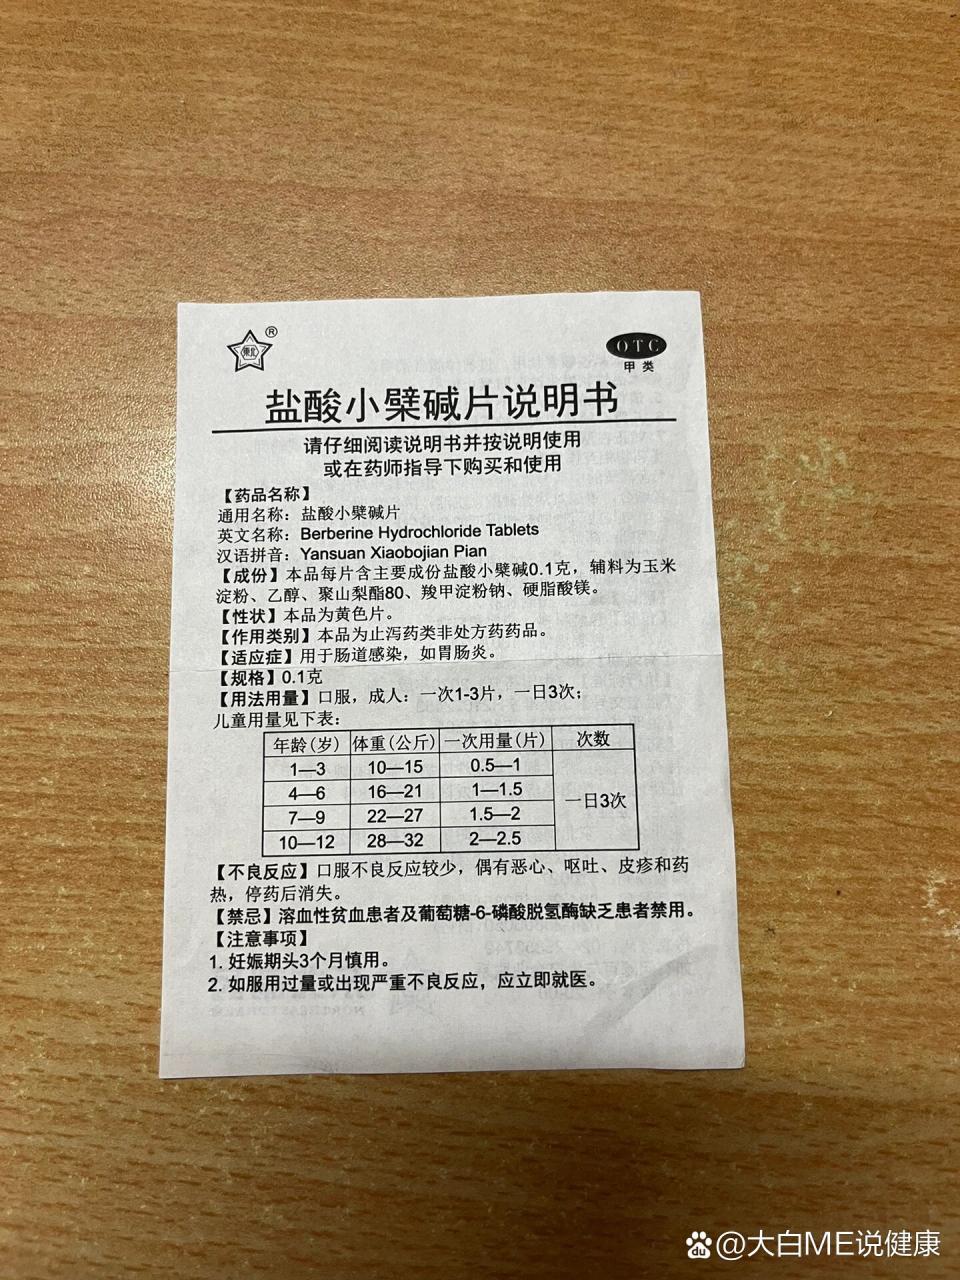 東北
®
OTC
甲类
盐酸小檗碱片说明书
请仔细阅读说明书并按说明使用
或在药师指导下购买和使用
【药品名称】
通用名称：盐酸小檗碱片
英文名称：Berberine Hydrochloride Tablets
汉语拼音：Yansuan Xiaobojian Pian
【成份】本品每片含主要成份盐酸小檗碱0.1克，辅料为玉米
淀粉、乙醇、聚山梨酯80、羧甲淀粉钠、硬脂酸镁。
【性状】本品为黄色片。
【作用类别】本品为止泻药类非处方药药品。
【适应症】用于肠道感染，如胃肠炎。
【规格】0.1克
【用法用量】口服，成人：一次1-3片，一日3次；
儿童用量见下表：
年龄(岁) 体重(公斤) 一次用量(片) 次数
1—3 10—15 0.5—1
4—6 16—21 1—1.5
一日3次
7—9 22—27 1.5—2
10—12 28—32 2—2.5
【不良反应】口服不良反应较少，偶有恶心、呕吐、皮疹和药
热，停药后消失。
【禁忌】溶血性贫血患者及葡萄糖-6-磷酸脱氢酶缺乏患者禁用。
【注意事项】
1. 妊娠期头3个月慎用。
2. 如服用过量或出现严重不良反应，应立即就医。
du @大白ME说健康